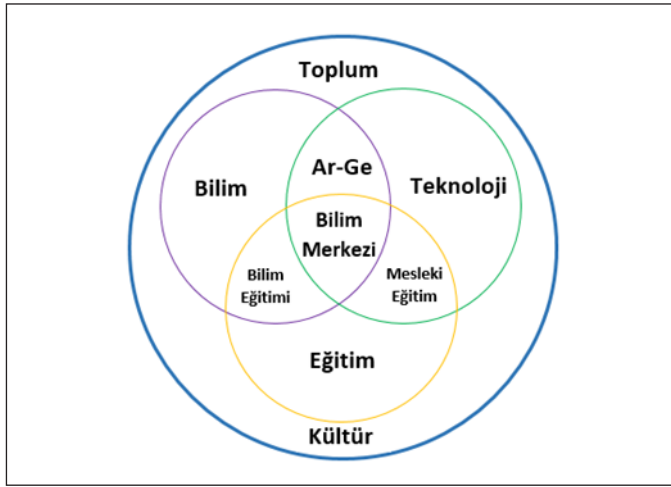 Toplum
Ar-Ge
Bilim
Teknoloji
Bilim
Merkezi
Bilim
Eğitimi
Mesleki
Eğitim
Eğitim
Kültür